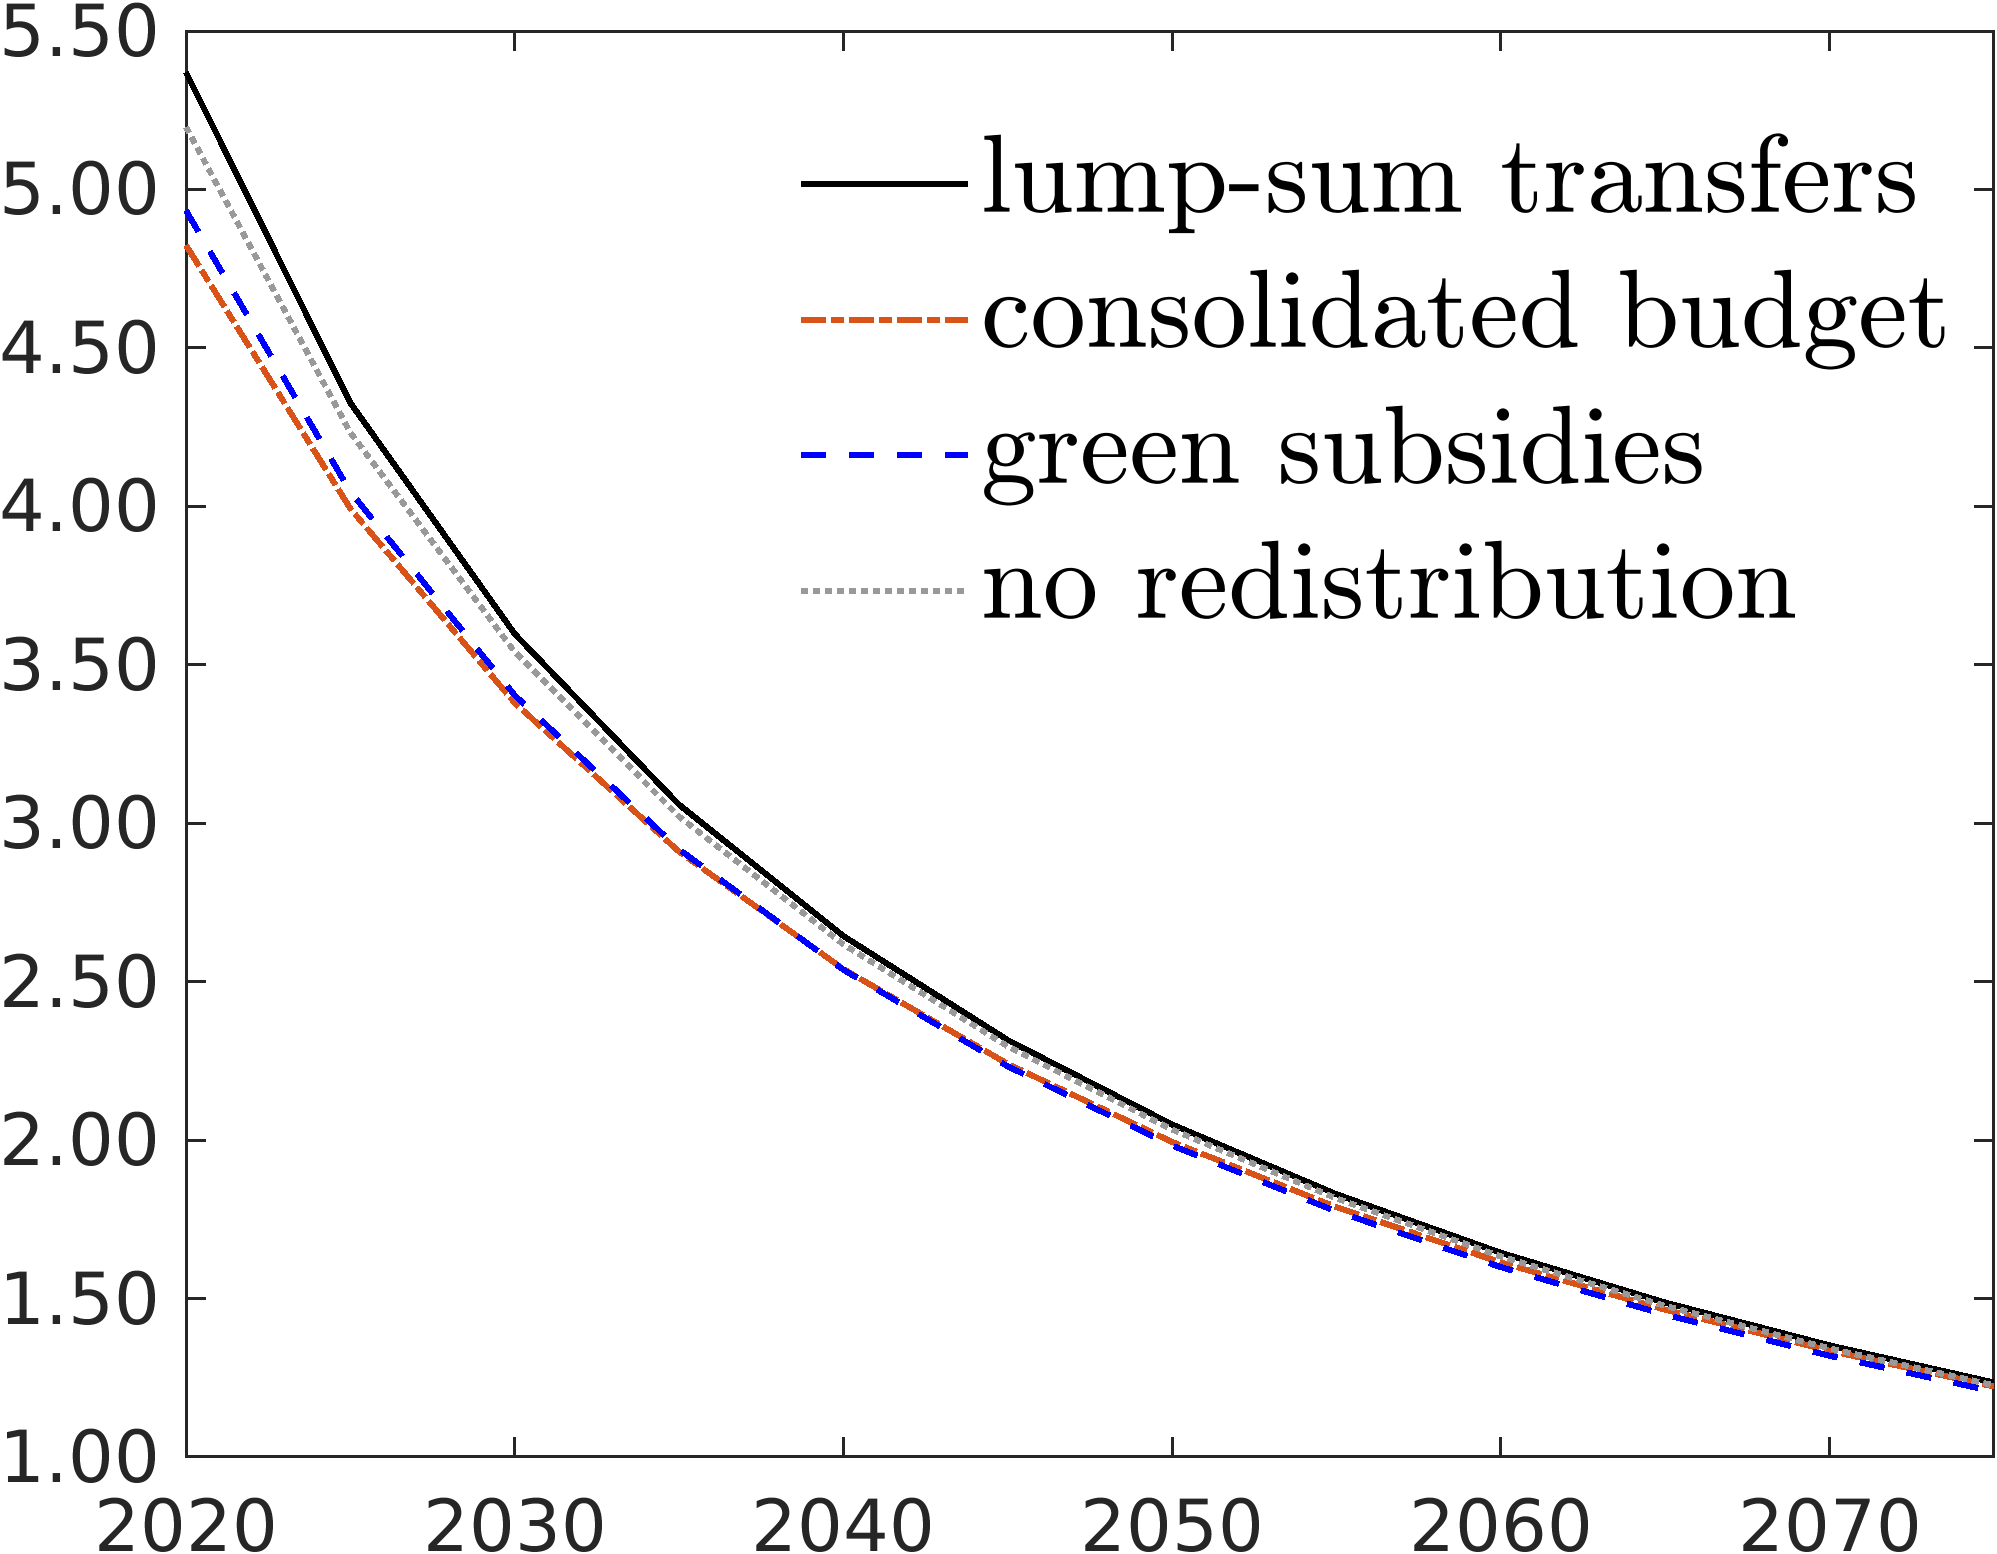 5.50
5.00
4.50
4.00
3.50
3.00
2.50
2.00
1.50
1.00
lump-sum transfers
consolidated budget
green subsidies
no redistribution
2020 2030 2040 2050 2060 2070